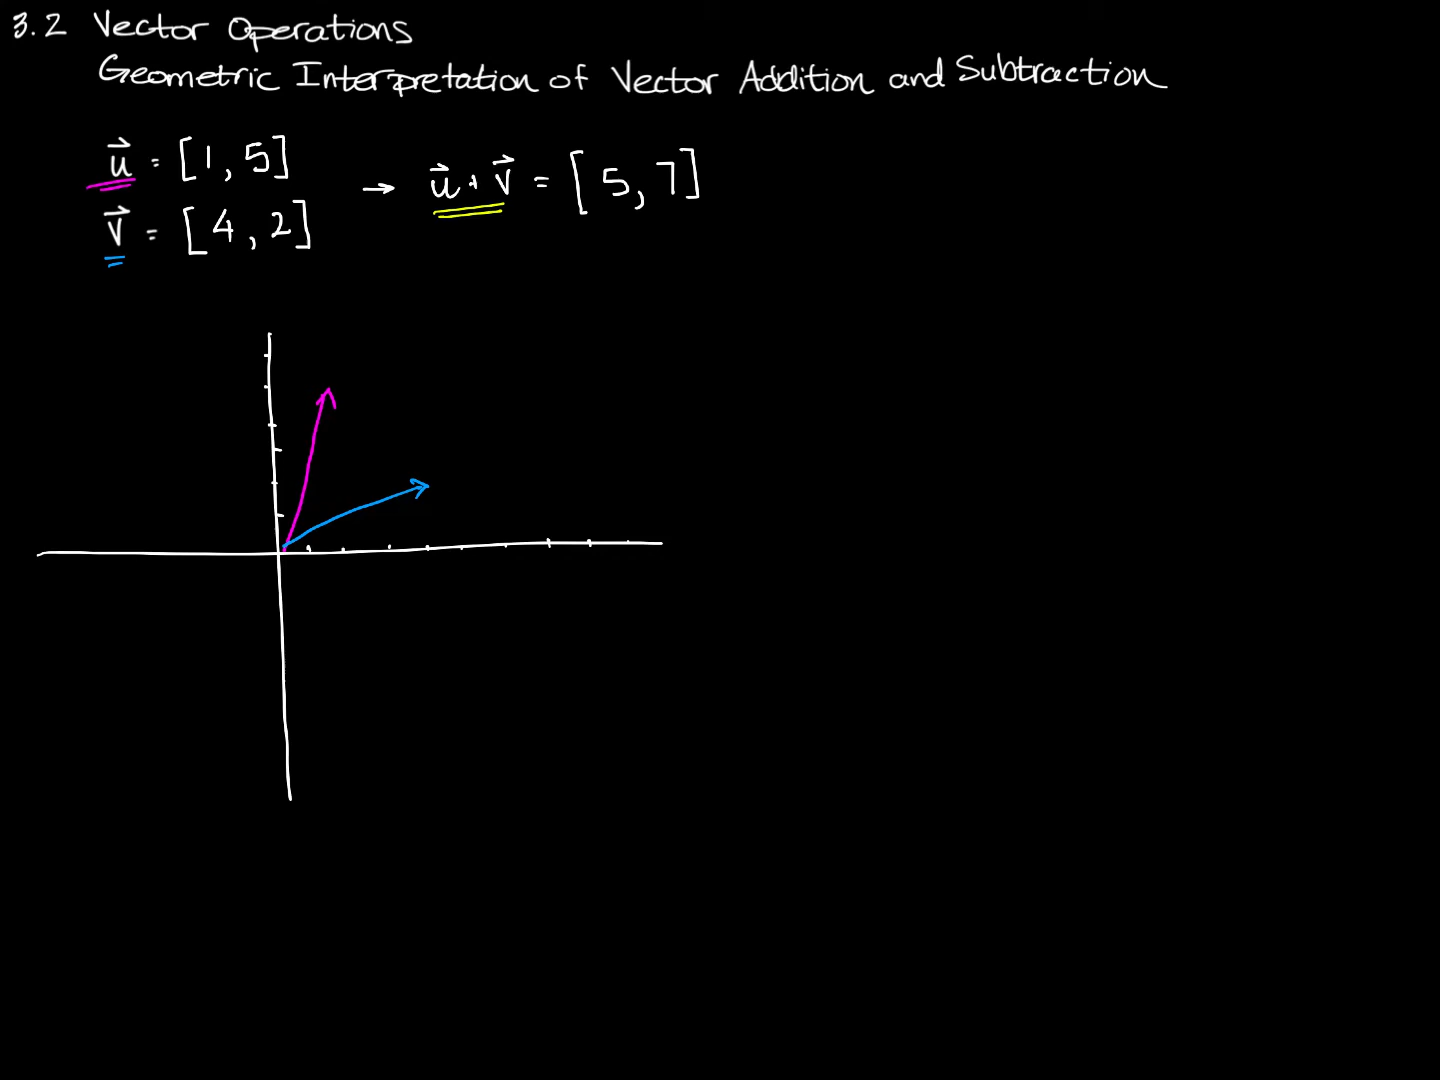 3.2 Vector Operations
Geometric Interpretation of Vector Addition and Subtraction
u⃗ = [1, 5]
→ u⃗ + v⃗ = [5, 7]
v⃗ = [4, 2]